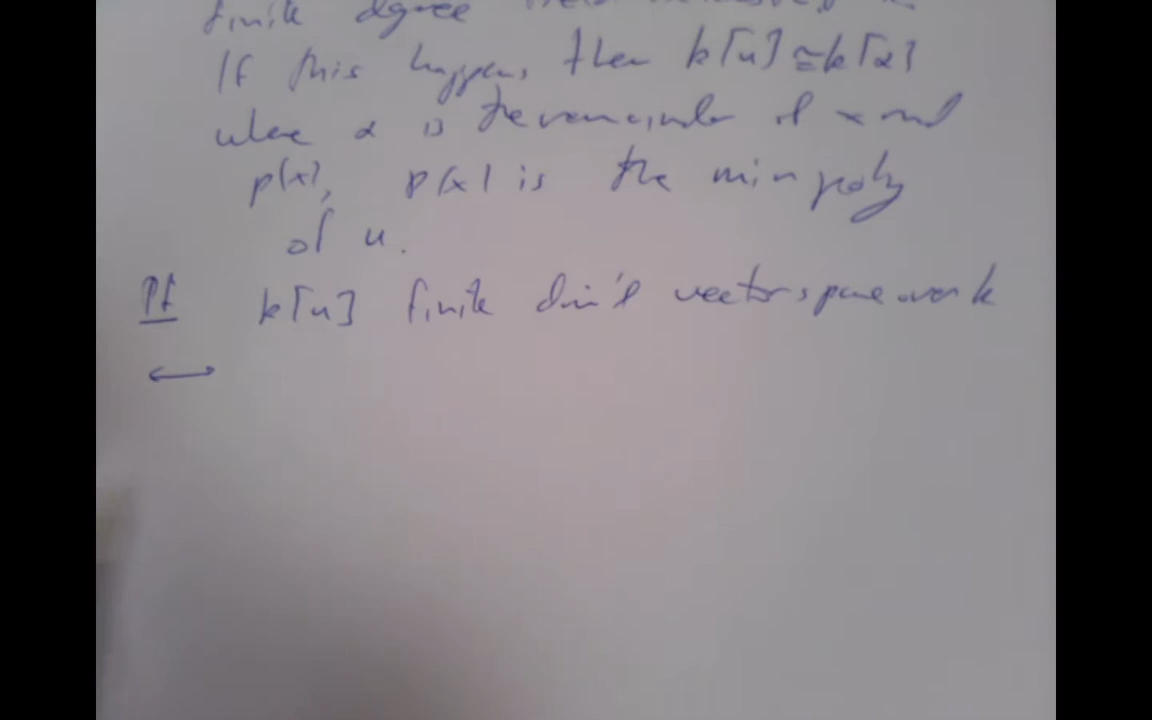 finite degree
If this happens, then k[u] ≅ k[α]
where α is the remainder of x mod
p(x), p(x) is the min poly
of u.
Pf k[u] finite dim'l vector space over k
⟷